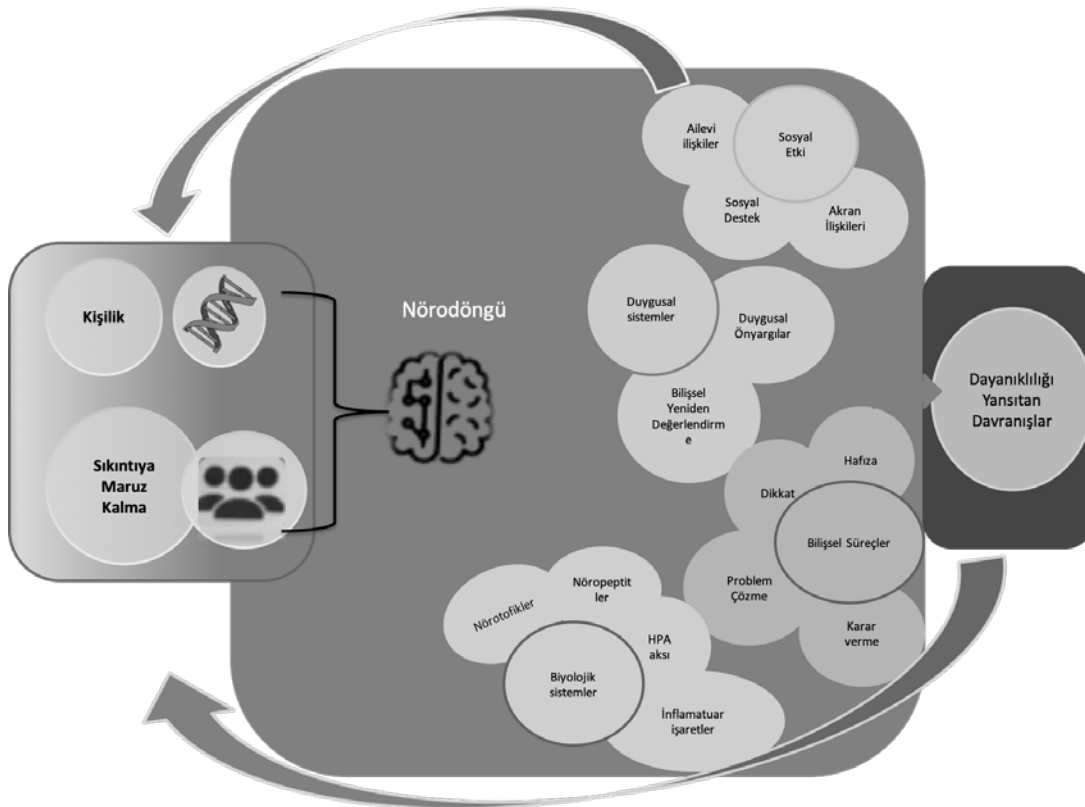 Ailevi
ilişkiler
Sosyal
Etki
Sosyal
Destek
Akran
İlişkileri
Kişilik
Sıkıntıya
Maruz
Kalma
Nörodöngü
Duygusal
sistemler
Duygusal
Önyargılar
Bilişsel
Yeniden
Değerlendirm
e
Dayanıklılığı
Yansıtan
Davranışlar
Hafıza
Dikkat
Bilişsel Süreçler
Problem
Çözme
Karar
verme
Nörotofikler
Nöropeptit
ler
HPA
aksı
Biyolojik
sistemler
İnflamatuar
işaretler